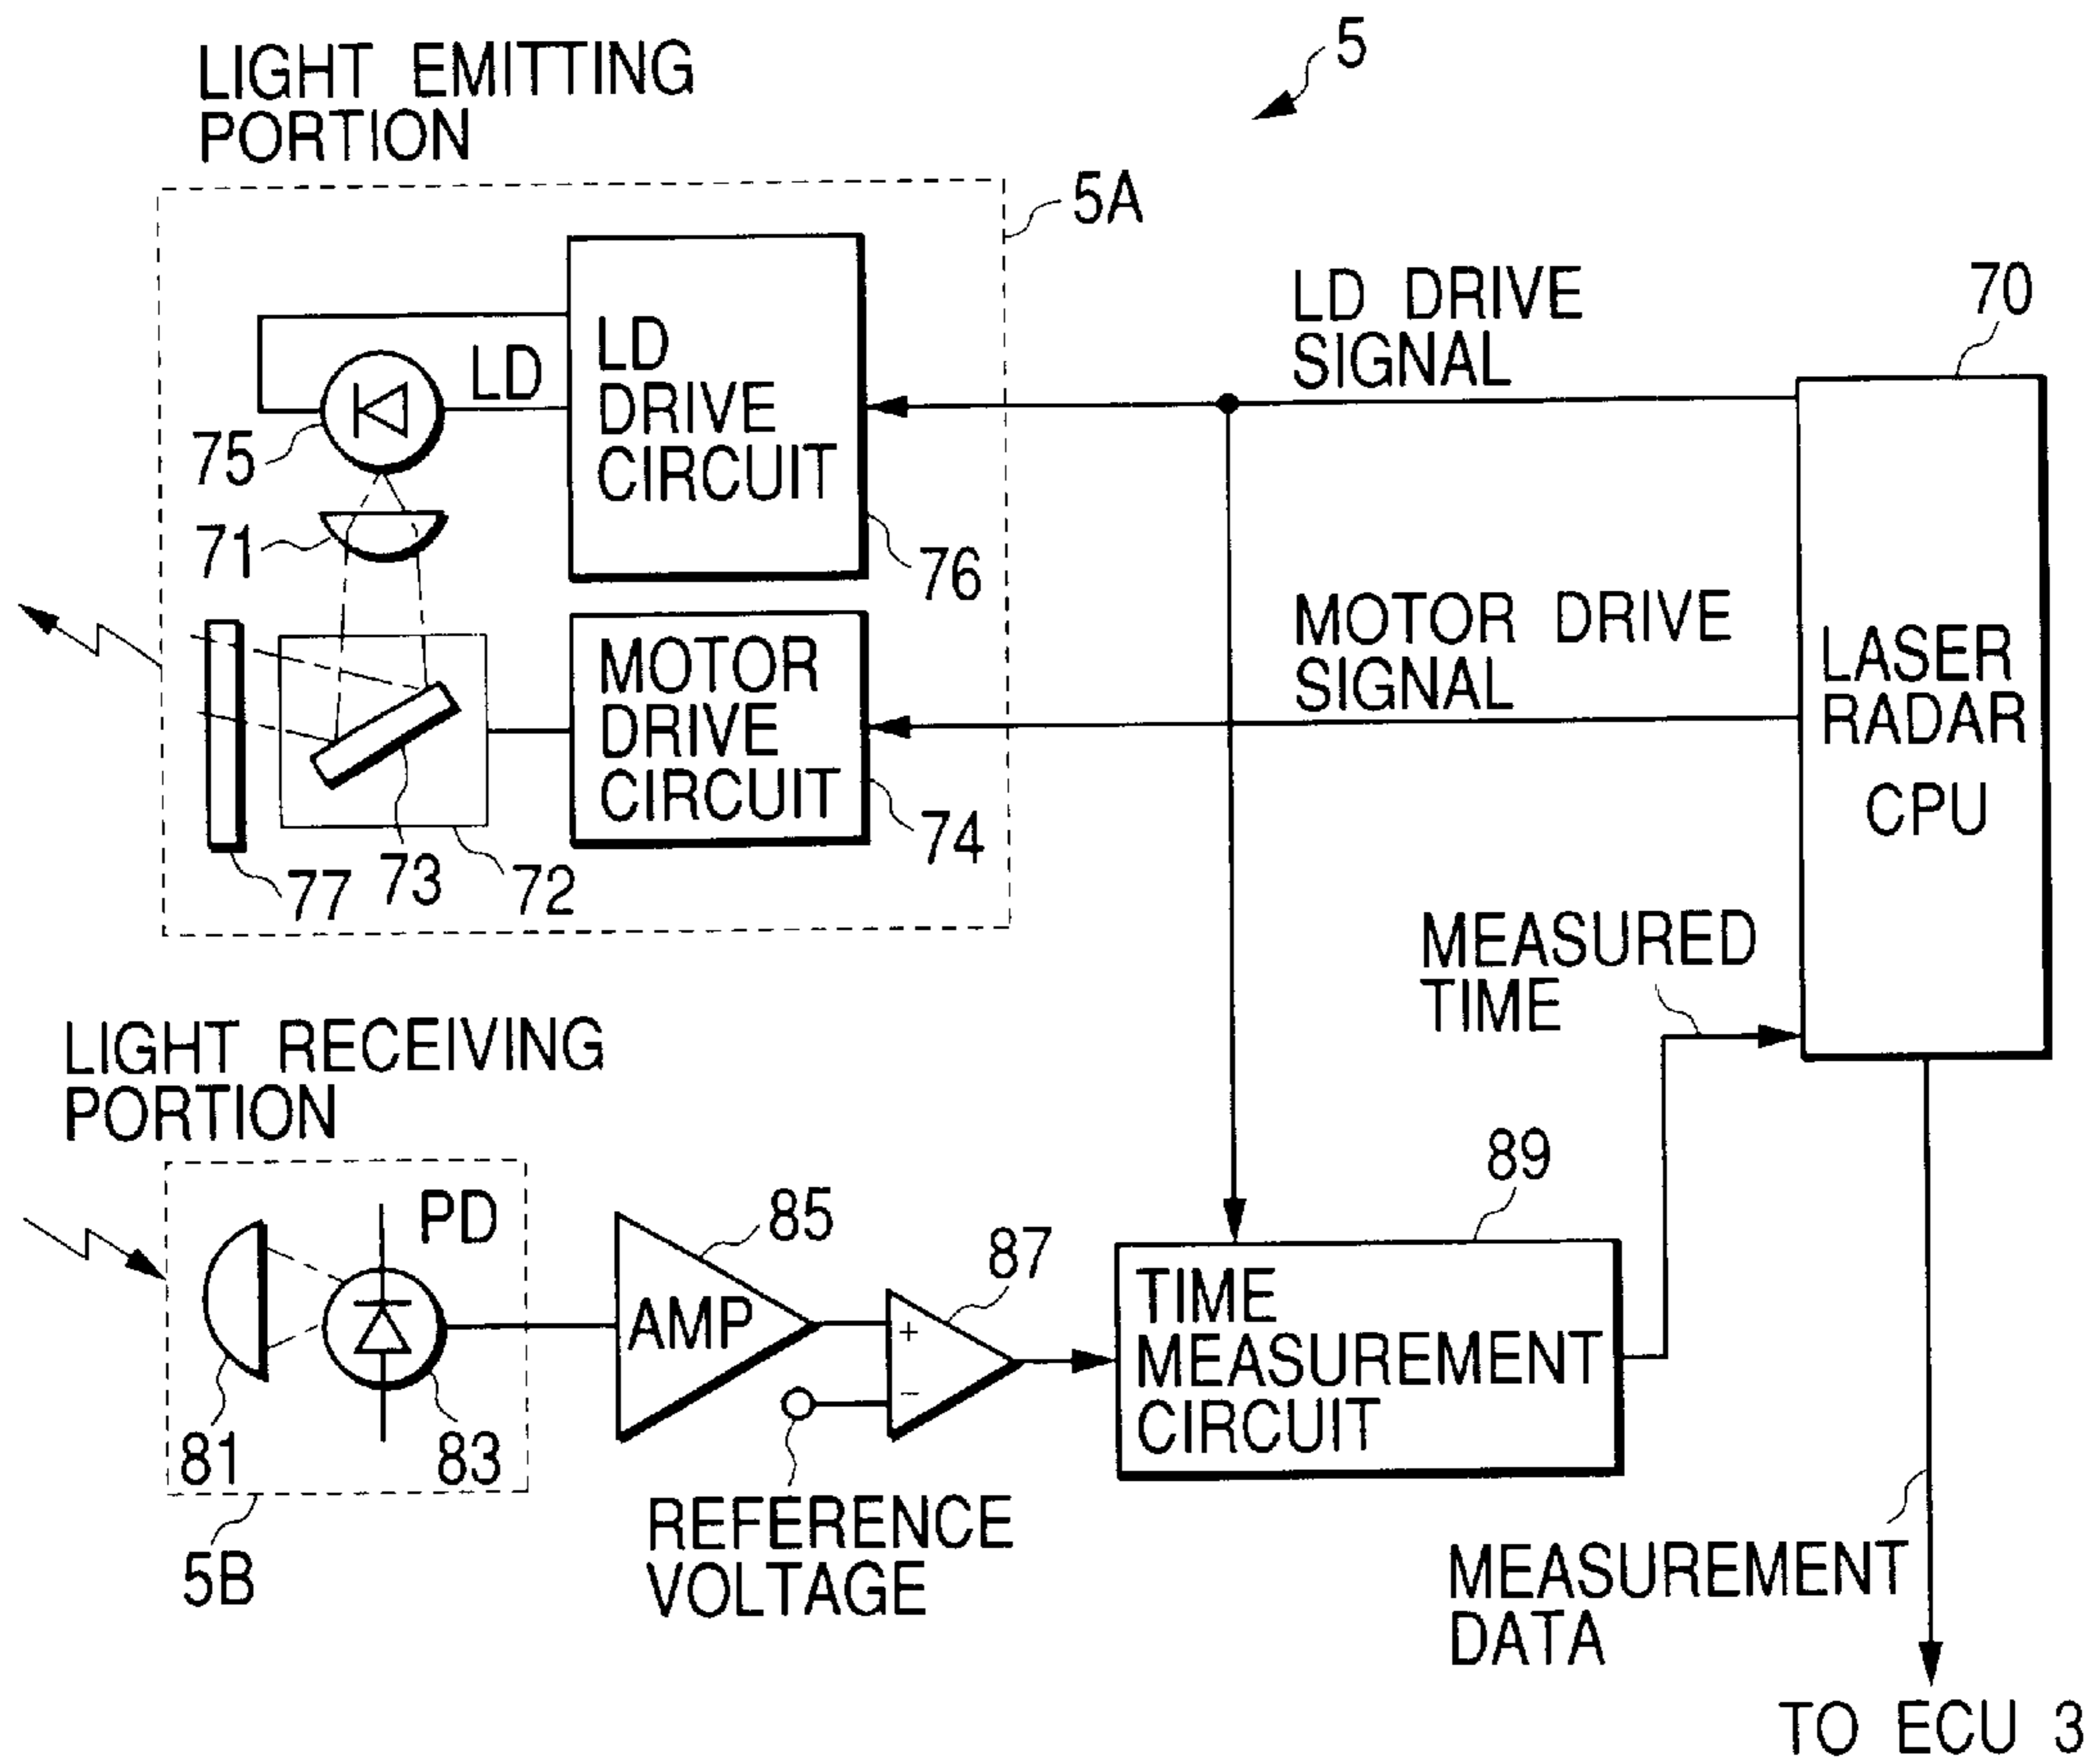 5
LIGHT EMITTING
PORTION
5A
LD DRIVE
SIGNAL
70
LD
LD
DRIVE
CIRCUIT
75
71
76
MOTOR DRIVE
SIGNAL
MOTOR
DRIVE
CIRCUIT
LASER
RADAR
CPU
74
73
72
77
MEASURED
TIME
LIGHT RECEIVING
PORTION
89
PD
85
87
AMP
+
−
TIME
MEASUREMENT
CIRCUIT
81
83
REFERENCE
VOLTAGE
5B
MEASUREMENT
DATA
TO ECU 3